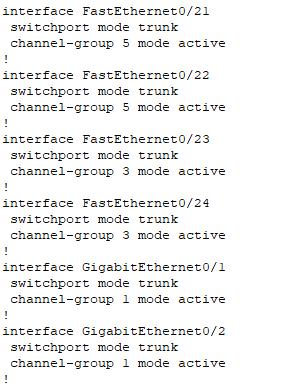 interface FastEthernet0/21
 switchport mode trunk
 channel-group 5 mode active
!
interface FastEthernet0/22
 switchport mode trunk
 channel-group 5 mode active
!
interface FastEthernet0/23
 switchport mode trunk
 channel-group 3 mode active
!
interface FastEthernet0/24
 switchport mode trunk
 channel-group 3 mode active
!
interface GigabitEthernet0/1
 switchport mode trunk
 channel-group 1 mode active
!
interface GigabitEthernet0/2
 switchport mode trunk
 channel-group 1 mode active
!